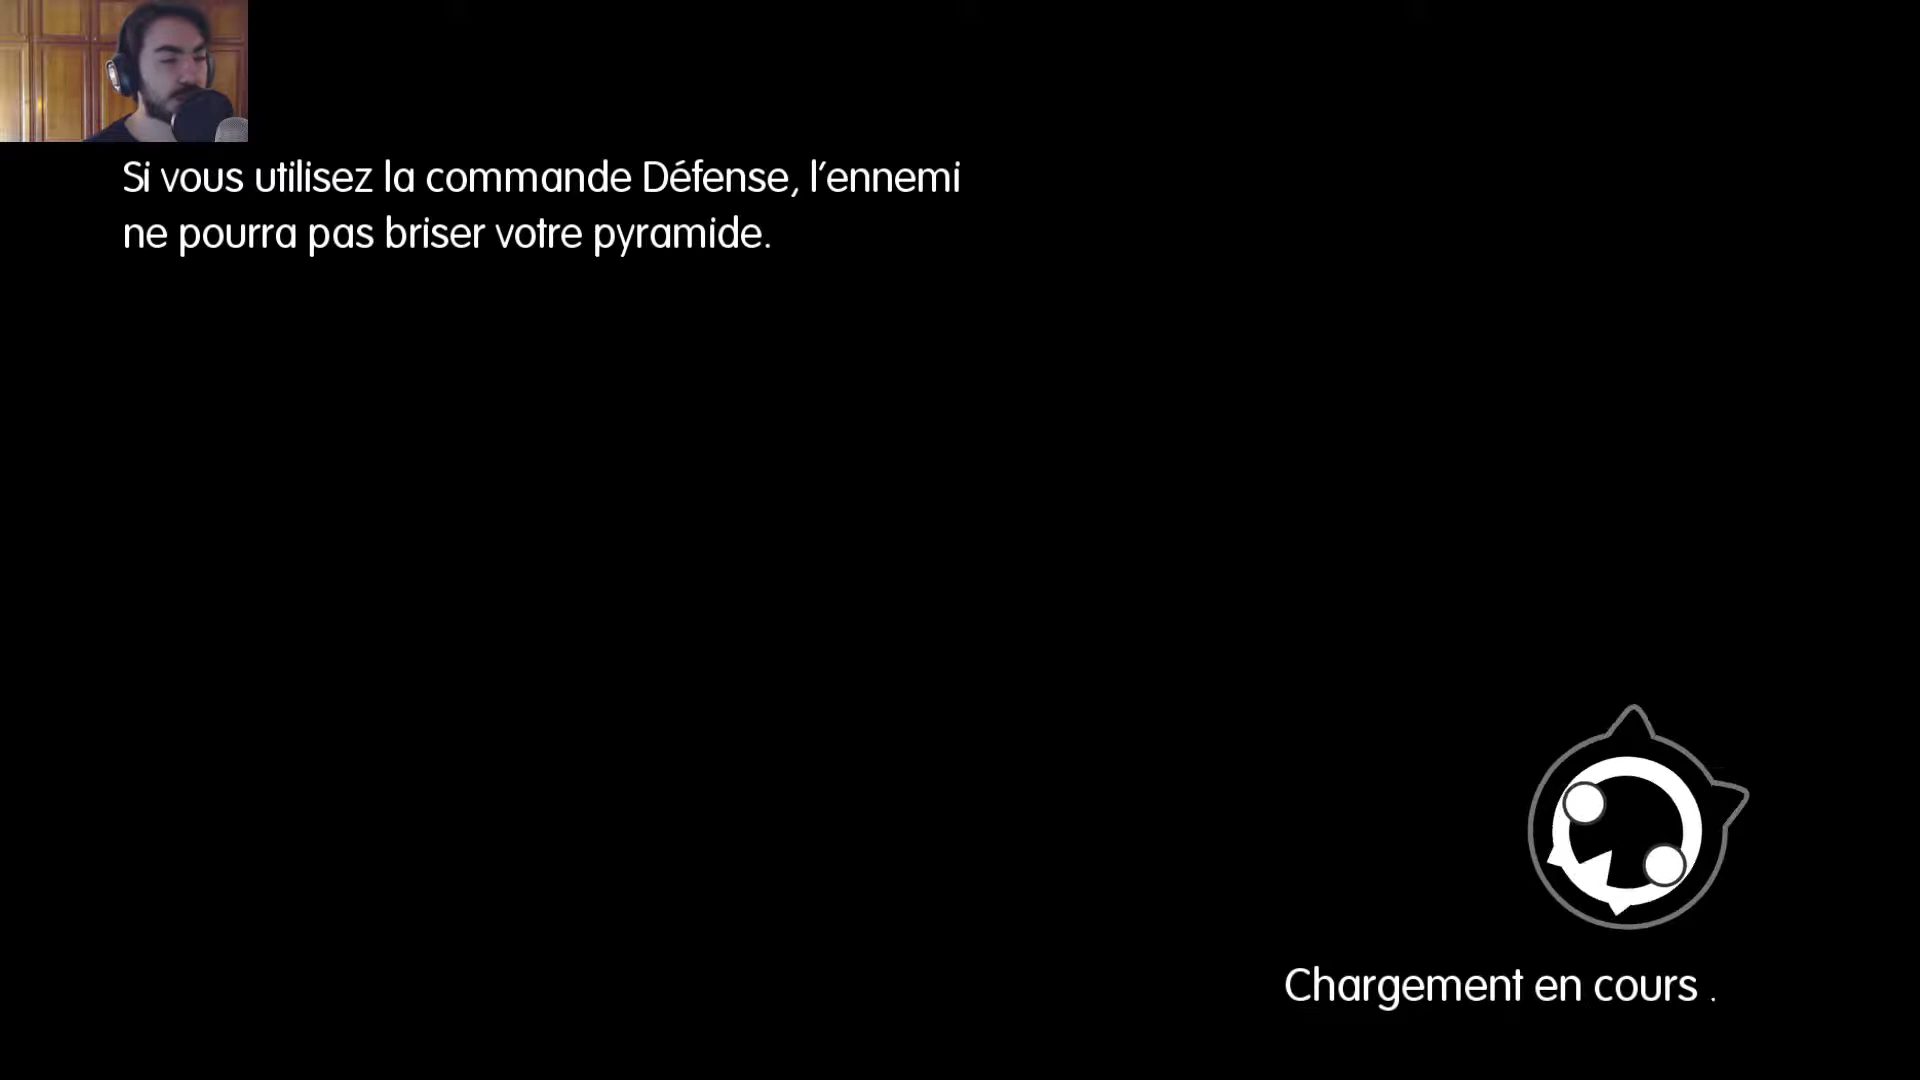 Si vous utilisez la commande Défense, l'ennemi
ne pourra pas briser votre pyramide.
Chargement en cours .